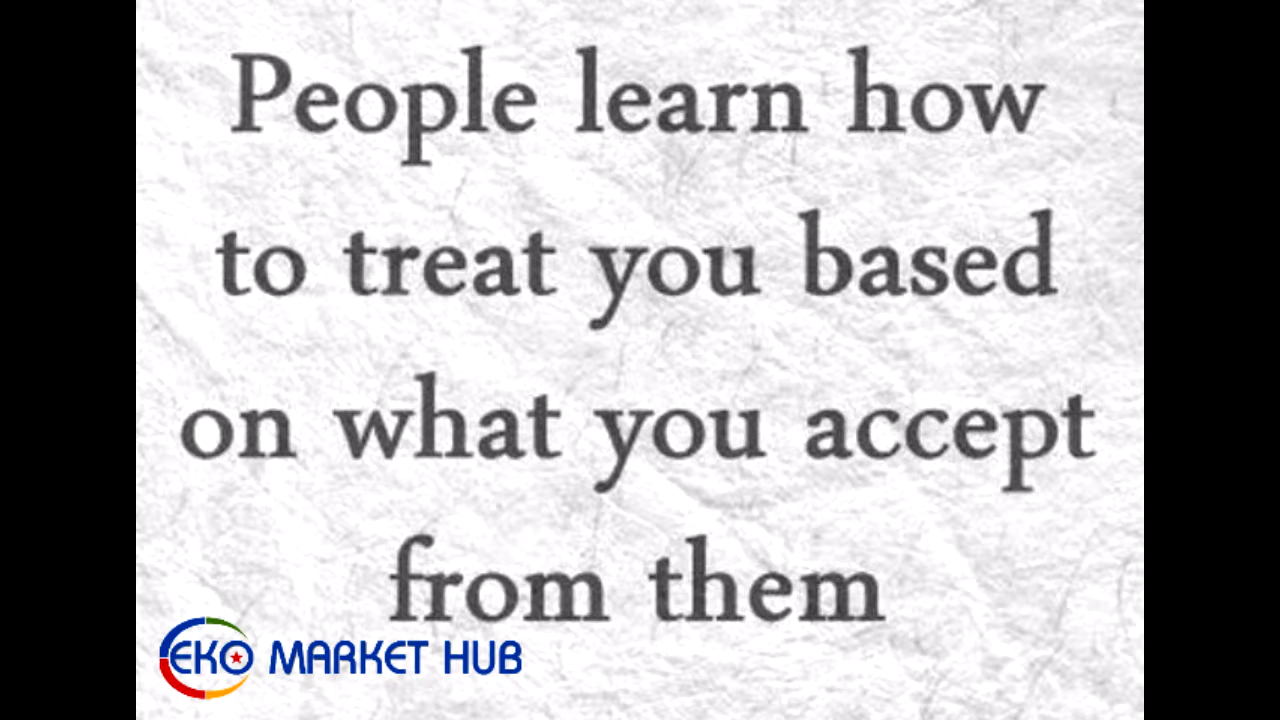 People learn how
to treat you based
on what you accept
from them
EKO MARKET HUB